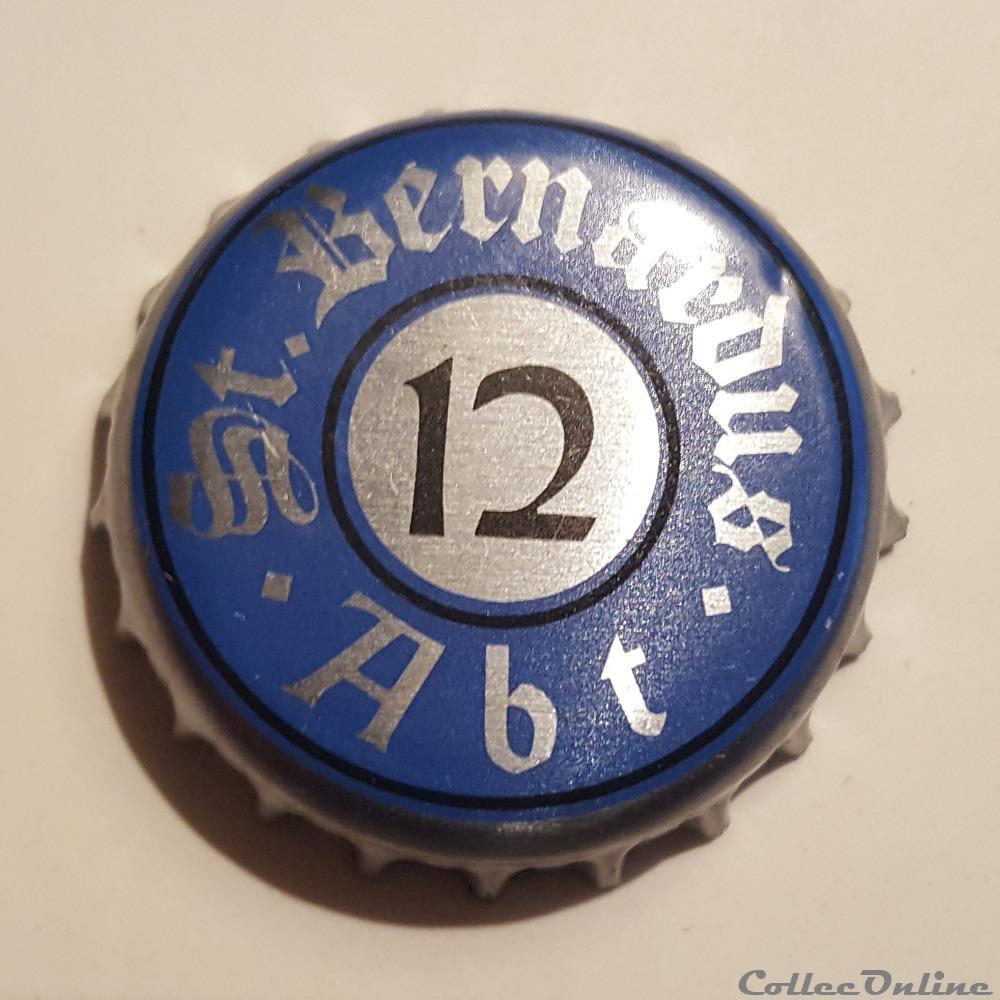 St. Bernardus
12
· Abt ·
CollecOnline